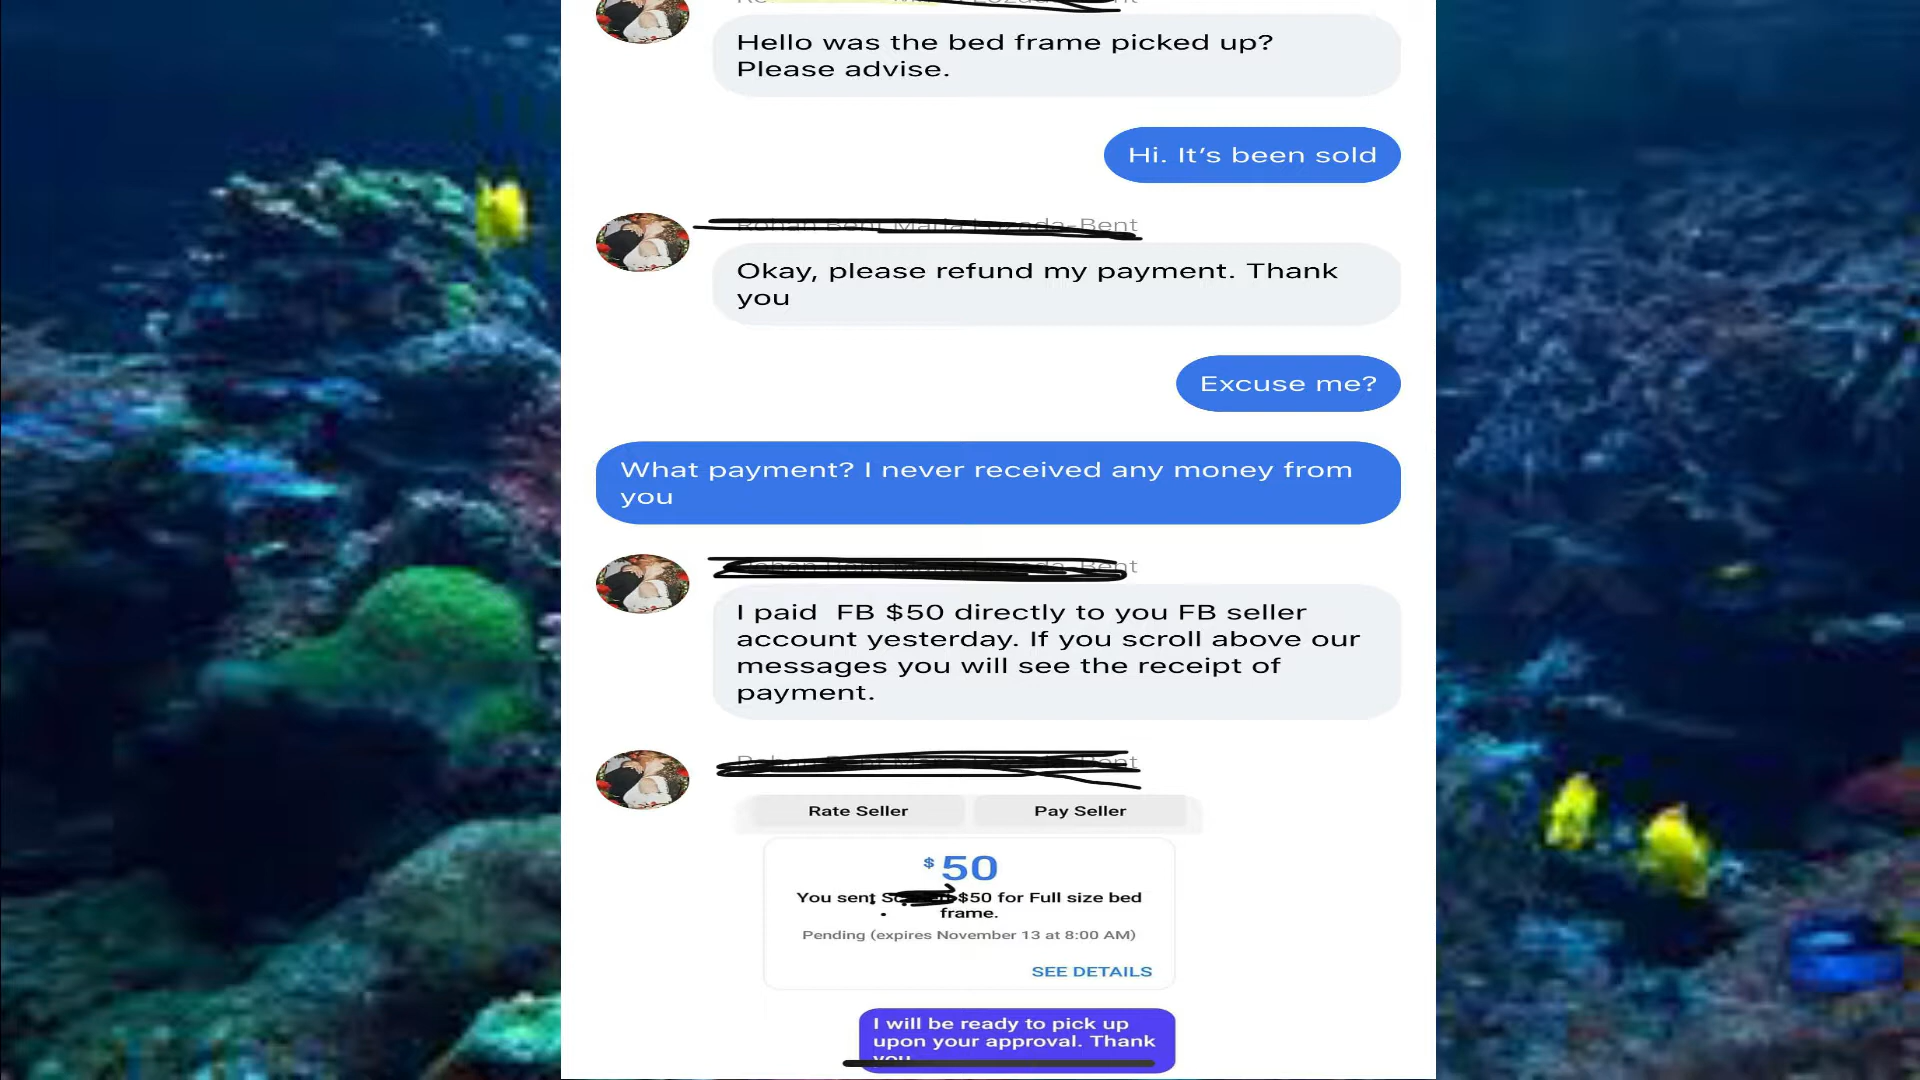 Hello was the bed frame picked up?
Please advise.
Hi. It’s been sold
Bent
Okay, please refund my payment. Thank
you
Excuse me?
What payment? I never received any money from
you
Bent
I paid  FB $50 directly to you FB seller
account yesterday. If you scroll above our
messages you will see the receipt of
payment.
Rate Seller
Pay Seller
$50
You sent $50 for Full size bed
frame.
Pending (expires November 13 at 8:00 AM)
SEE DETAILS
I will be ready to pick up
upon your approval. Thank
you